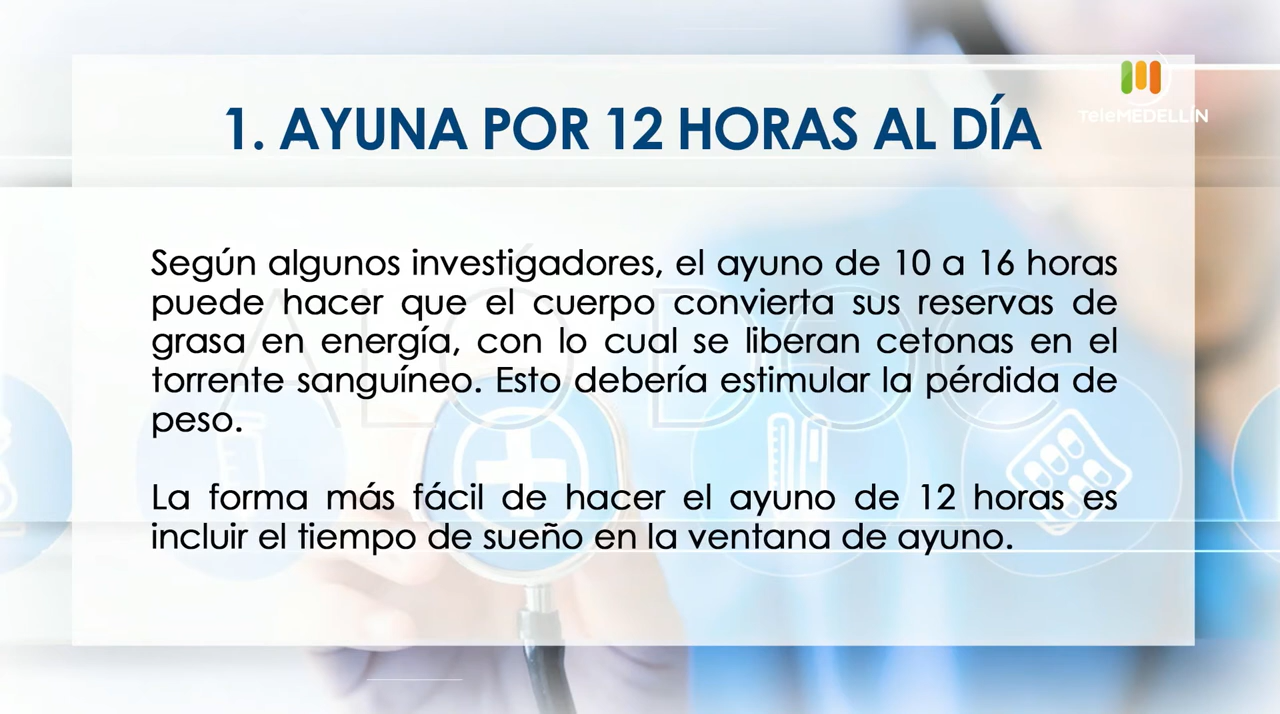 1. AYUNA POR 12 HORAS AL DÍA
TeleMEDELLÍN
Según algunos investigadores, el ayuno de 10 a 16 horas
puede hacer que el cuerpo convierta sus reservas de
grasa en energía, con lo cual se liberan cetonas en el
torrente sanguíneo. Esto debería estimular la pérdida de
peso.
ALÓ DOC
La forma más fácil de hacer el ayuno de 12 horas es
incluir el tiempo de sueño en la ventana de ayuno.